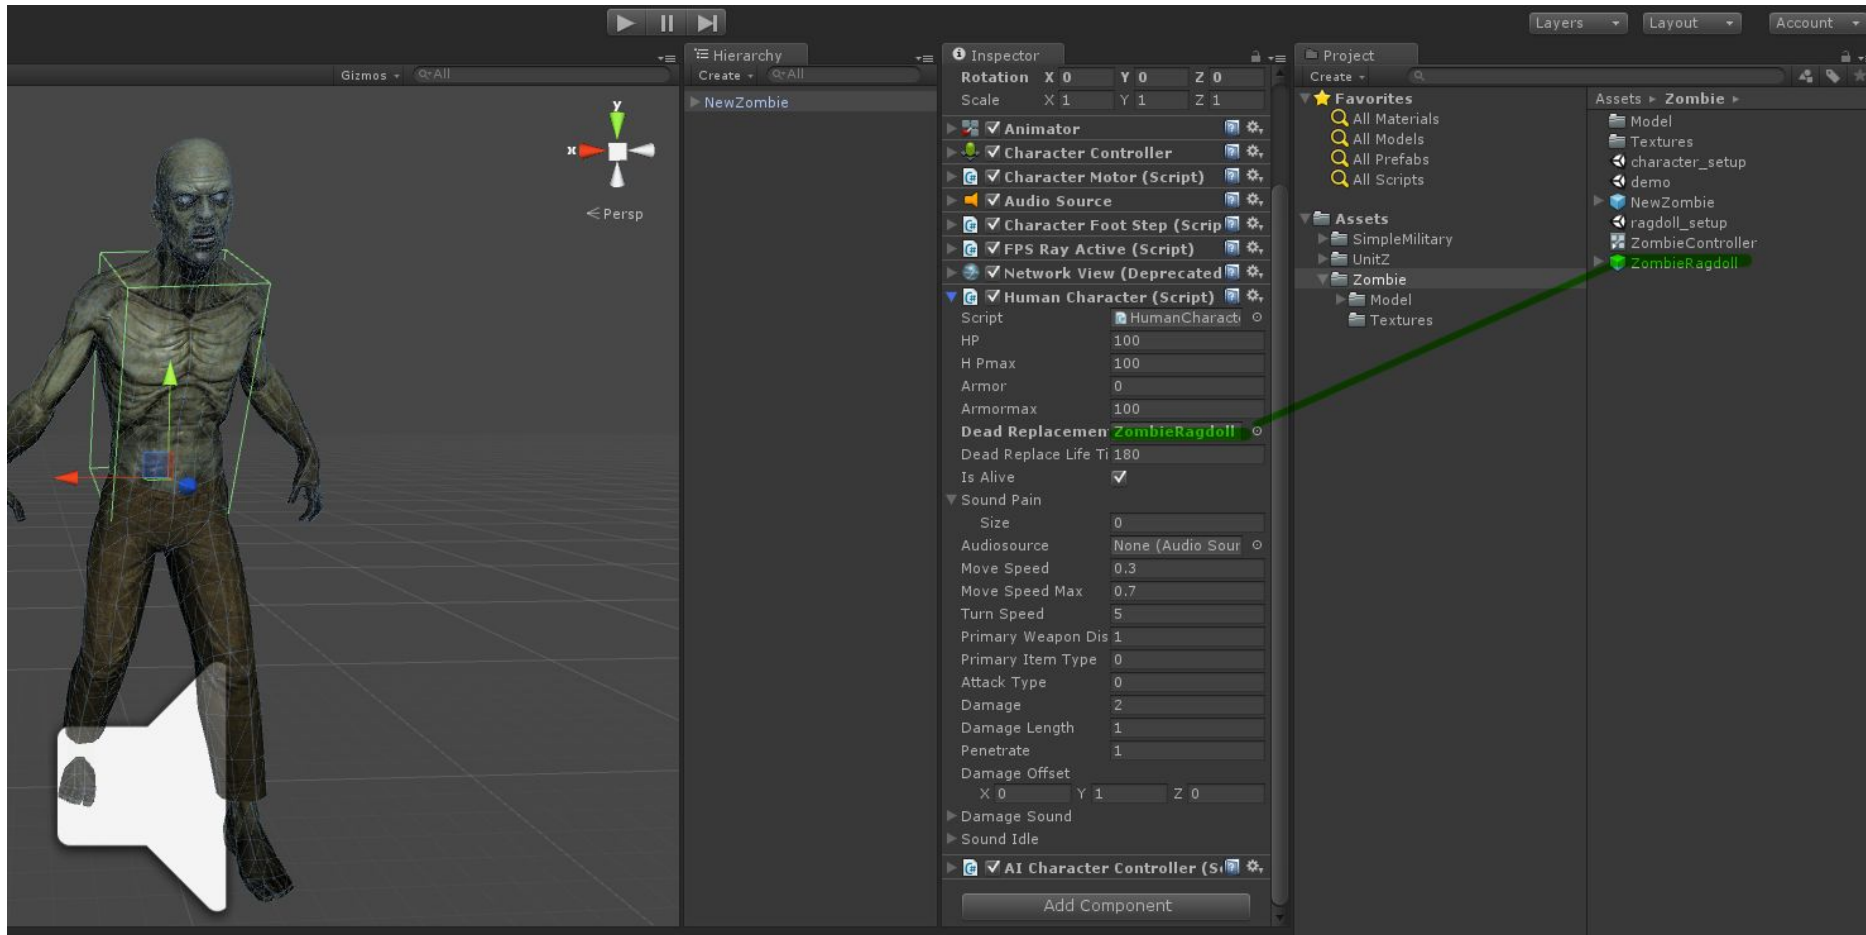 Layers Layout Account
Gizmos All
y
x
Persp
Hierarchy
Create All
NewZombie
Inspector
Rotation X 0 Y 0 Z 0
Scale X 1 Y 1 Z 1
Animator
Character Controller
Character Motor (Script)
Audio Source
Character Foot Step (Scrip
FPS Ray Active (Script)
Network View (Deprecated
Human Character (Script)
Script HumanCharact
HP 100
H Pmax 100
Armor 0
Armormax 100
Dead Replacemen ZombieRagdoll
Dead Replace Life Ti 180
Is Alive
Sound Pain
Size 0
Audiosource None (Audio Sour
Move Speed 0.3
Move Speed Max 0.7
Turn Speed 5
Primary Weapon Dis 1
Primary Item Type 0
Attack Type 0
Damage 2
Damage Length 1
Penetrate 1
Damage Offset
X 0 Y 1 Z 0
Damage Sound
Sound Idle
AI Character Controller (S
Add Component
Project
Create
Favorites
All Materials
All Models
All Prefabs
All Scripts
Assets
SimpleMilitary
UnitZ
Zombie
Model
Textures
Assets Zombie
Model
Textures
character_setup
demo
NewZombie
ragdoll_setup
ZombieController
ZombieRagdoll